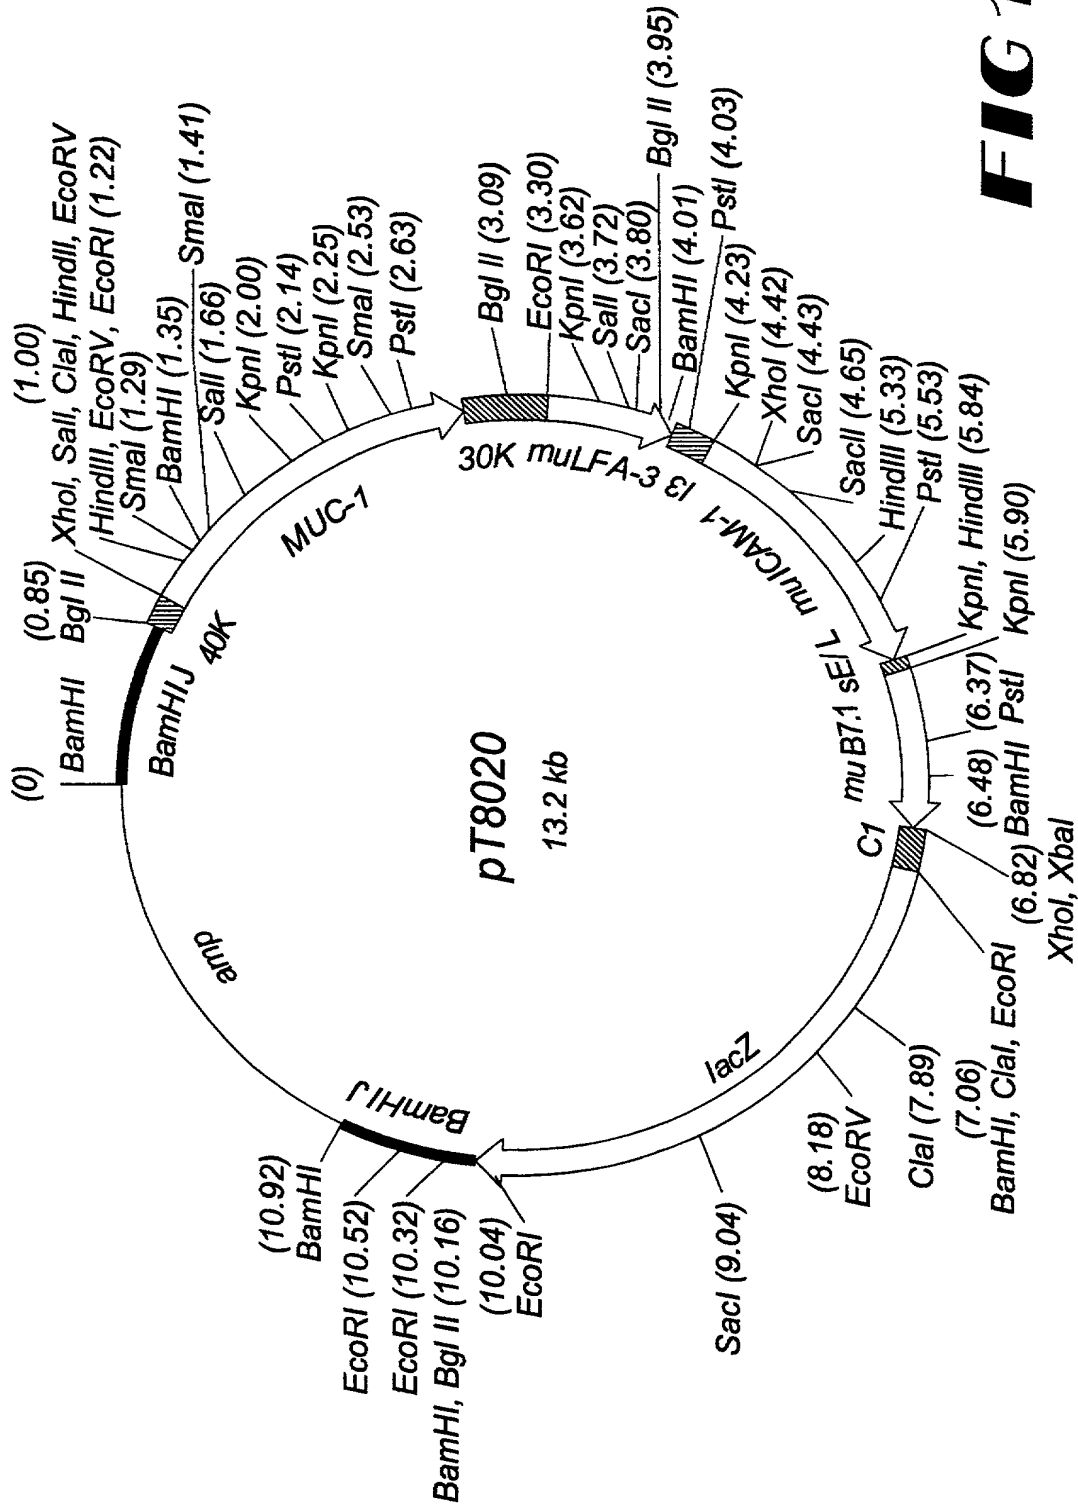 (0)
BamHI
(0.85)
Bgl II
(1.00)
XhoI, SalI, ClaI, HindII, EcoRV
HindIII, EcoRV, EcoRI (1.22)
SmaI (1.29)
BamHI (1.35)
SmaI (1.41)
SalI (1.66)
KpnI (2.00)
PstI (2.14)
KpnI (2.25)
SmaI (2.53)
PstI (2.63)
Bgl II (3.09)
EcoRI (3.30)
KpnI (3.62)
SalI (3.72)
SacI (3.80)
Bgl II (3.95)
BamHI (4.01)
PstI (4.03)
KpnI (4.23)
XhoI (4.42)
SacI (4.43)
SacII (4.65)
HindIII (5.33)
PstI (5.53)
KpnI, HindIII (5.84)
KpnI (5.90)
(6.37)
PstI
(6.48)
BamHI
(6.82)
XhoI, XbaI
(7.06)
BamHI, ClaI, EcoRI
ClaI (7.89)
(8.18)
EcoRV
SacI (9.04)
(10.04)
EcoRI
BamHI, Bgl II (10.16)
EcoRI (10.32)
EcoRI (10.52)
(10.92)
BamHI
BamHIJ
40K
MUC-1
30K
muLFA-3
I3
muICAM-1
sE/L
muB7.1
C1
lacZ
BamHIJ
amp
pT8020
13.2 kb
FIG